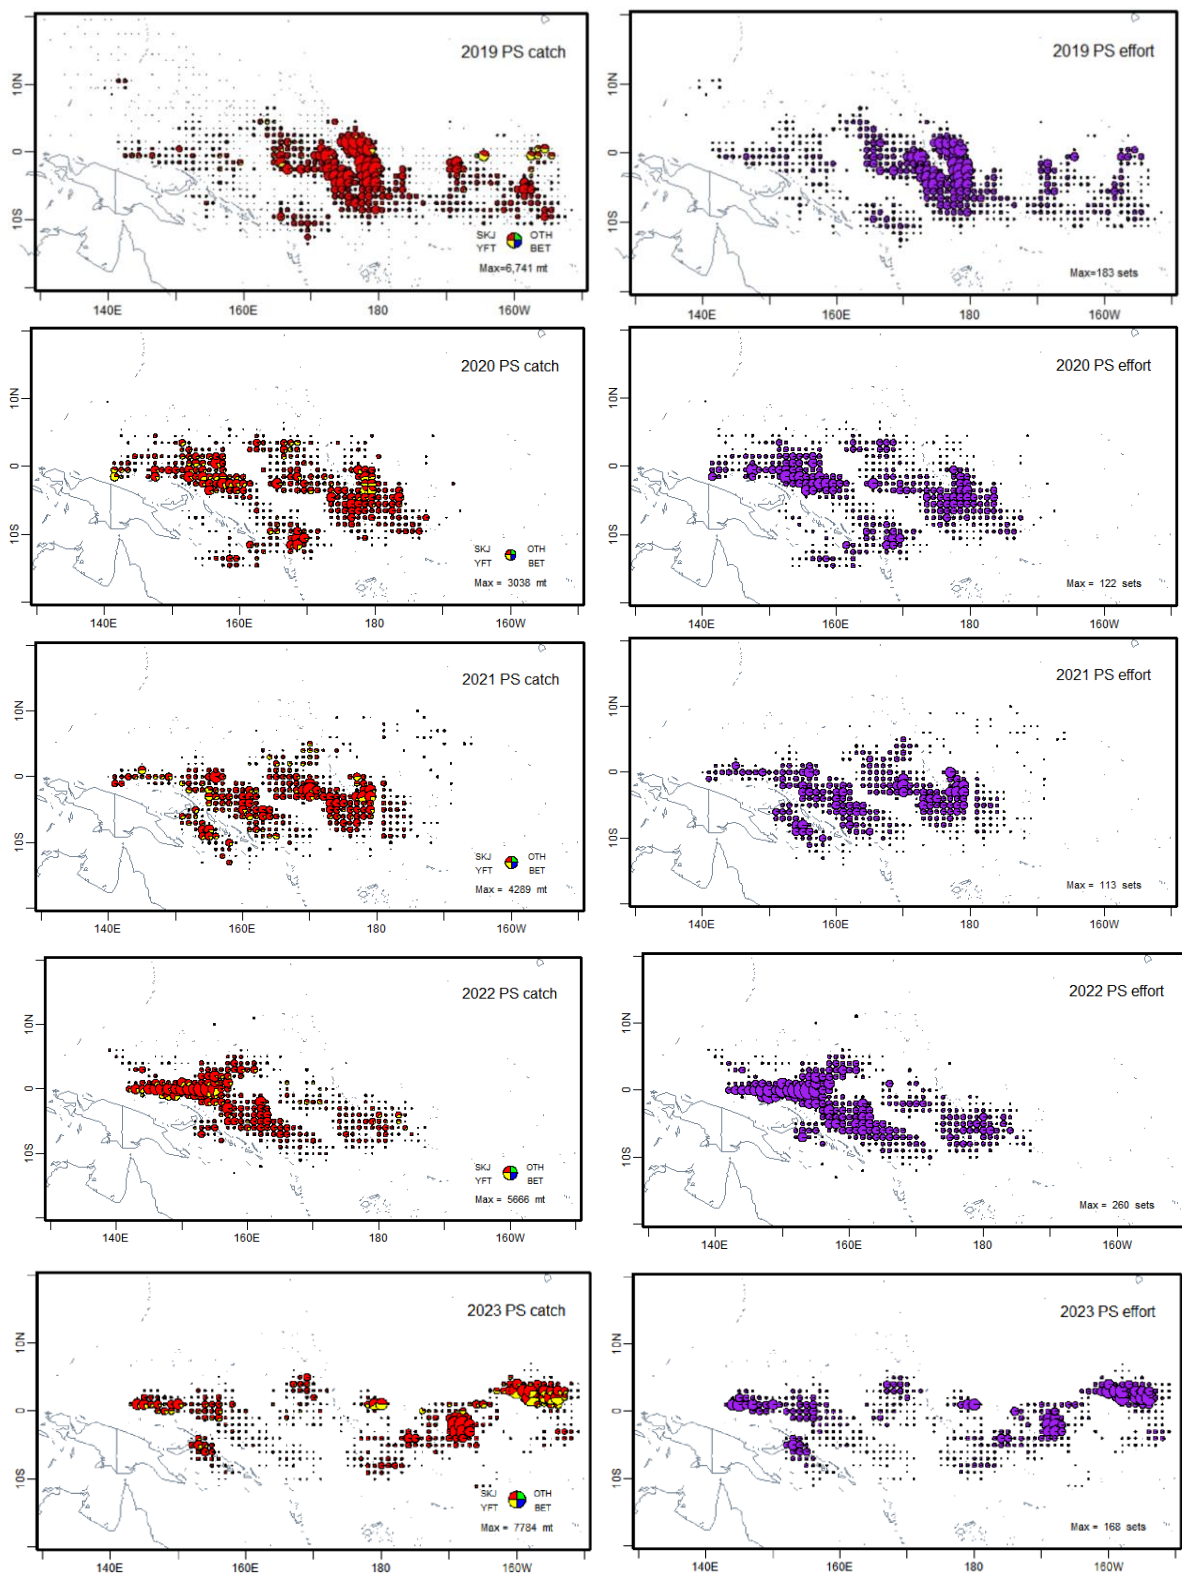 2019 PS catch
10N
0
10S
SKJ OTH
YFT BET
Max=6,741 mt
140E 160E 180 160W
2019 PS effort
10N
0
10S
Max=183 sets
140E 160E 180 160W
2020 PS catch
10N
0
10S
SKJ OTH
YFT BET
Max = 3038 mt
140E 160E 180 160W
2020 PS effort
10N
0
10S
Max = 122 sets
140E 160E 180 160W
2021 PS catch
10N
0
10S
SKJ OTH
YFT BET
Max = 4289 mt
140E 160E 180 160W
2021 PS effort
10N
0
10S
Max = 113 sets
140E 160E 180 160W
2022 PS catch
10N
0
10S
SKJ OTH
YFT BET
Max = 5666 mt
140E 160E 180 160W
2022 PS effort
10N
0
10S
Max = 260 sets
140E 160E 180 160W
2023 PS catch
10N
0
10S
SKJ OTH
YFT BET
Max = 7784 mt
140E 160E 180 160W
2023 PS effort
10N
0
10S
Max = 168 sets
140E 160E 180 160W